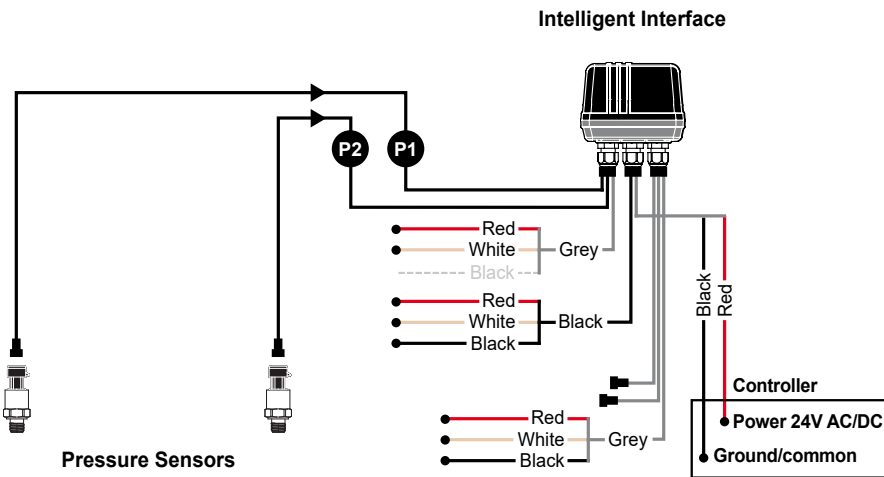 Intelligent Interface
P2
P1
Red
White
Grey
Black
Red
White
Black
Black
Black
Red
Controller
Power 24V AC/DC
Ground/common
Red
White
Grey
Black
Pressure Sensors